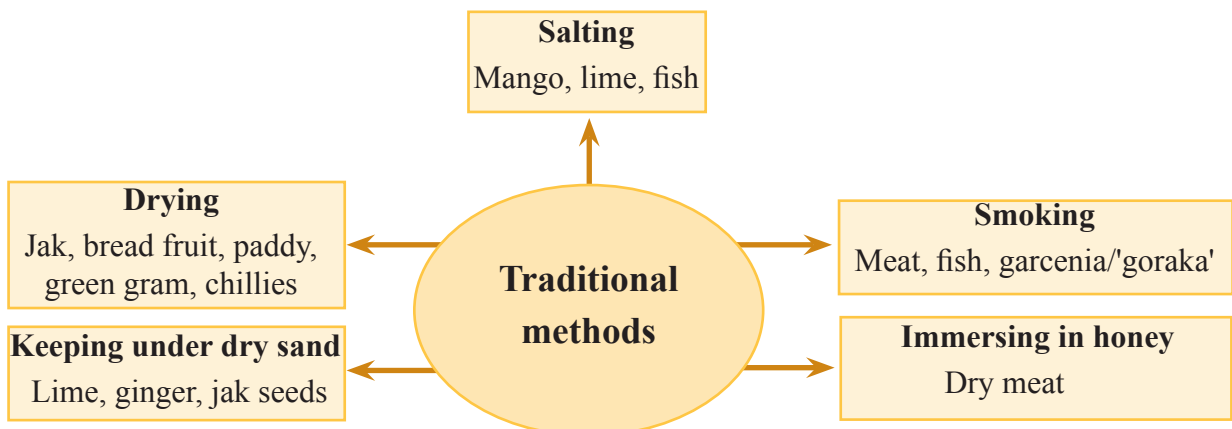 Salting
Mango, lime, fish
Drying
Jak, bread fruit, paddy,
green gram, chillies
Smoking
Meat, fish, garcenia/'goraka'
Traditional
methods
Keeping under dry sand
Lime, ginger, jak seeds
Immersing in honey
Dry meat